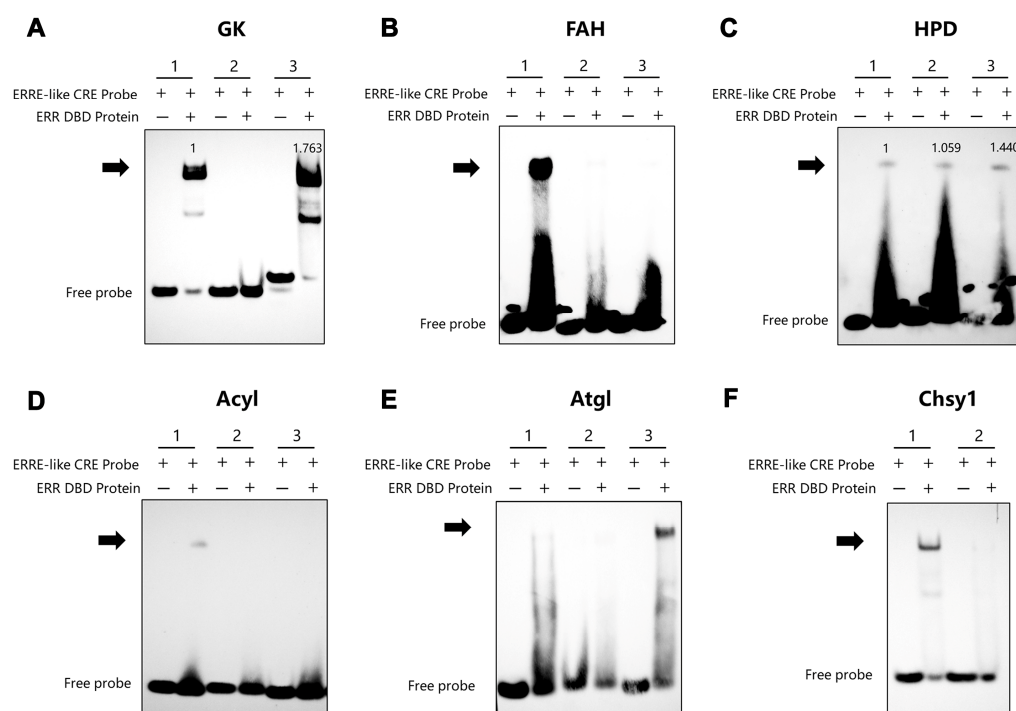 A GK
1 2 3
ERRE-like CRE Probe + + + + + +
ERR DBD Protein — + — + — +
1 1.763
Free probe
B FAH
1 2 3
ERRE-like CRE Probe + + + + + +
ERR DBD Protein — + — + — +
Free probe
C HPD
1 2 3
ERRE-like CRE Probe + + + + + +
ERR DBD Protein — + — + — +
1 1.059 1.440
Free probe
D Acyl
1 2 3
ERRE-like CRE Probe + + + + + +
ERR DBD Protein — + — + — +
Free probe
E Atgl
1 2 3
ERRE-like CRE Probe + + + + + +
ERR DBD Protein — + — + — +
Free probe
F Chsy1
1 2
ERRE-like CRE Probe + + + +
ERR DBD Protein — + — +
Free probe